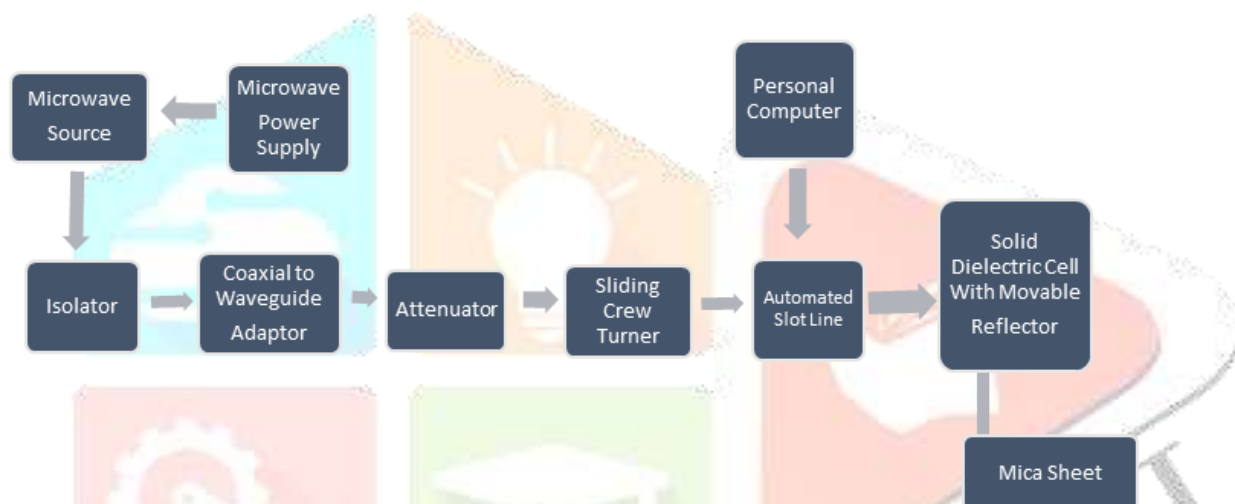 Microwave
Source
Microwave
Power
Supply
Personal
Computer
Isolator
Coaxial to
Waveguide
Adaptor
Attenuator
Sliding
Crew
Turner
Automated
Slot Line
Solid
Dielectric Cell
With Movable
Reflector
Mica Sheet